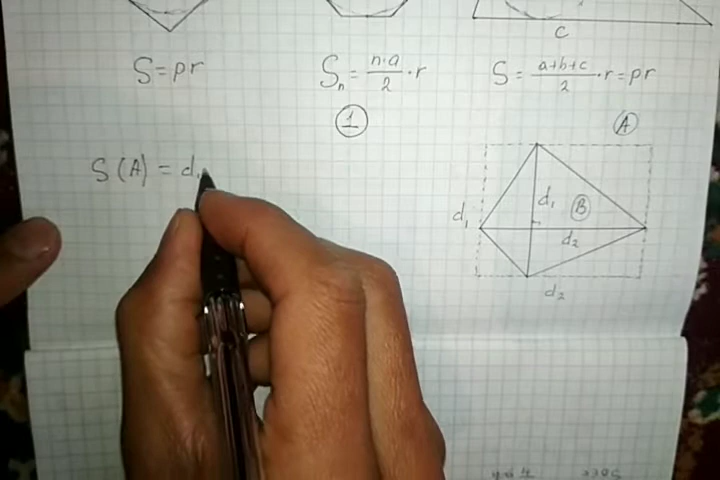 c
S = pr
Sₙ = n·a/2 · r
S = a+b+c/2 · r = pr
1
A
S(A) = d
d₁
d₁
B
d₂
d₂